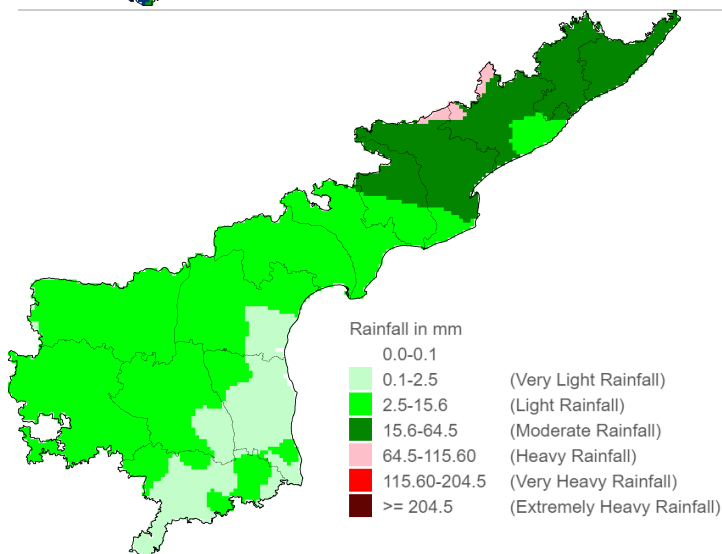 Rainfall in mm
0.0-0.1
0.1-2.5 (Very Light Rainfall)
2.5-15.6 (Light Rainfall)
15.6-64.5 (Moderate Rainfall)
64.5-115.60 (Heavy Rainfall)
115.60-204.5 (Very Heavy Rainfall)
>= 204.5 (Extremely Heavy Rainfall)